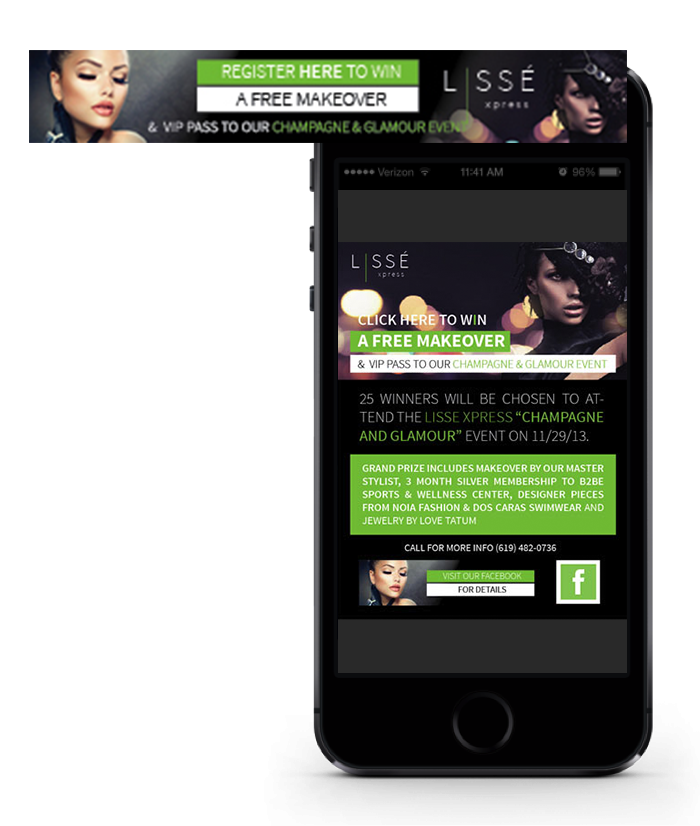 REGISTER HERE TO WIN
A FREE MAKEOVER
& VIP PASS TO OUR CHAMPAGNE & GLAMOUR EVENT
LISSÉ
xpress
Verizon 11:41 AM 96%
LISSÉ
xpress
CLICK HERE TO WIN
A FREE MAKEOVER
& VIP PASS TO OUR CHAMPAGNE & GLAMOUR EVENT
25 WINNERS WILL BE CHOSEN TO AT-
TEND THE LISSE XPRESS “CHAMPAGNE
AND GLAMOUR” EVENT ON 11/29/13.
GRAND PRIZE INCLUDES MAKEOVER BY OUR MASTER
STYLIST, 3 MONTH SILVER MEMBERSHIP TO B2BE
SPORTS & WELLNESS CENTER, DESIGNER PIECES
FROM NOIA FASHION & DOS CARAS SWIMWEAR AND
JEWELRY BY LOVE TATUM
CALL FOR MORE INFO (619) 482-0736
VISIT OUR FACEBOOK
FOR DETAILS
f